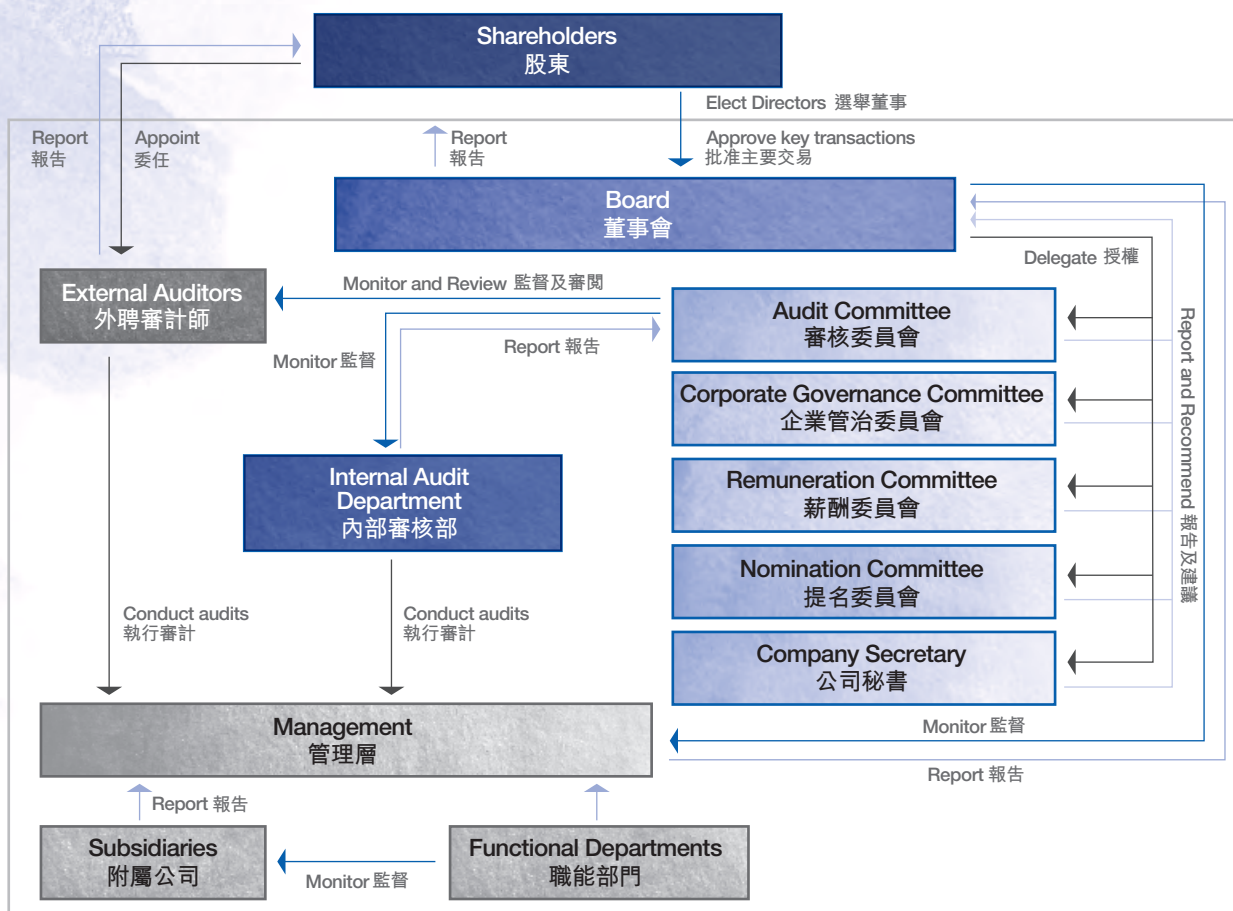 Shareholders
股東
Elect Directors 選舉董事
Report
報告
Appoint
委任
Report
報告
Approve key transactions
批准主要交易
Board
董事會
Delegate 授權
External Auditors
外聘審計師
Monitor and Review 監督及審閱
Audit Committee
審核委員會
Monitor 監督
Report 報告
Corporate Governance Committee
企業管治委員會
Report and Recommend 報告及建議
Internal Audit
Department
內部審核部
Remuneration Committee
薪酬委員會
Nomination Committee
提名委員會
Conduct audits
執行審計
Conduct audits
執行審計
Company Secretary
公司秘書
Management
管理層
Monitor 監督
Report 報告
Report 報告
Subsidiaries
附屬公司
Monitor 監督
Functional Departments
職能部門